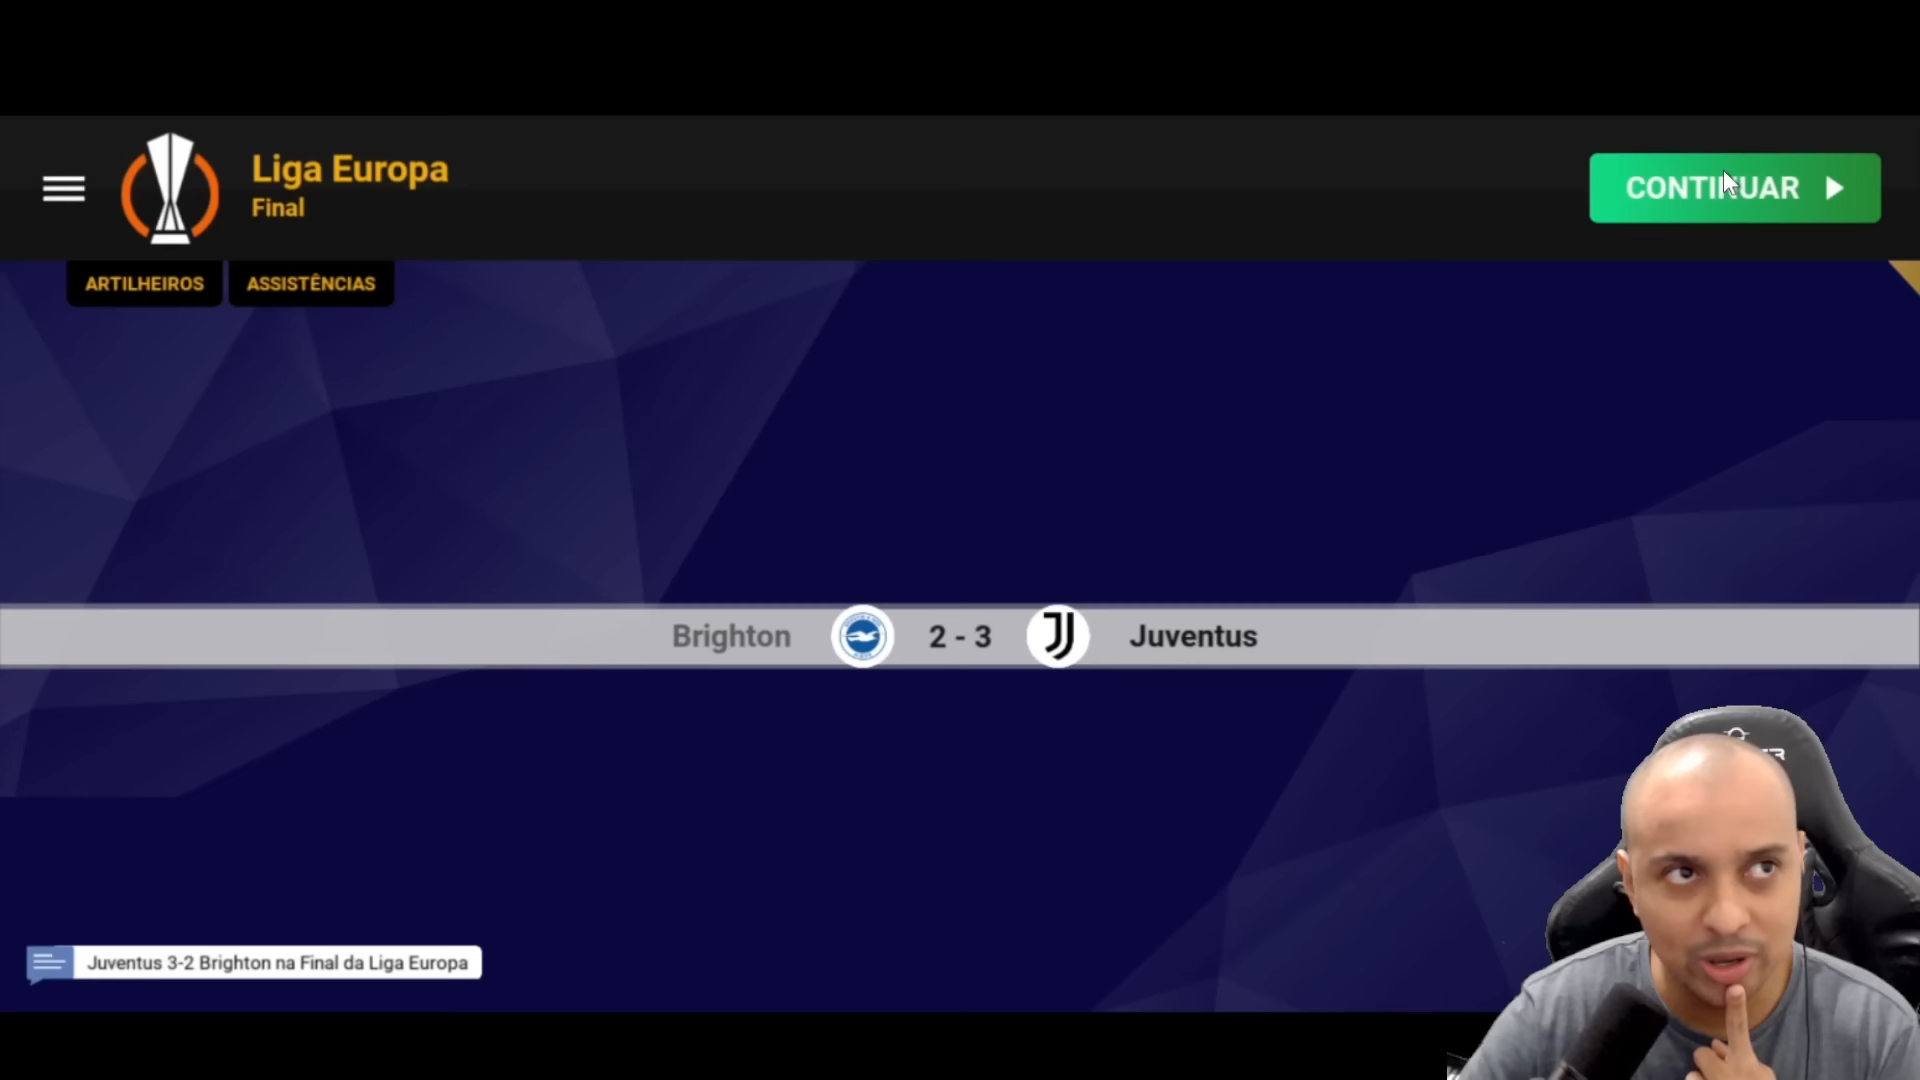 Liga Europa
Final
CONTINUAR
ARTILHEIROS
ASSISTÊNCIAS
Brighton 2 - 3 Juventus
Juventus 3-2 Brighton na Final da Liga Europa